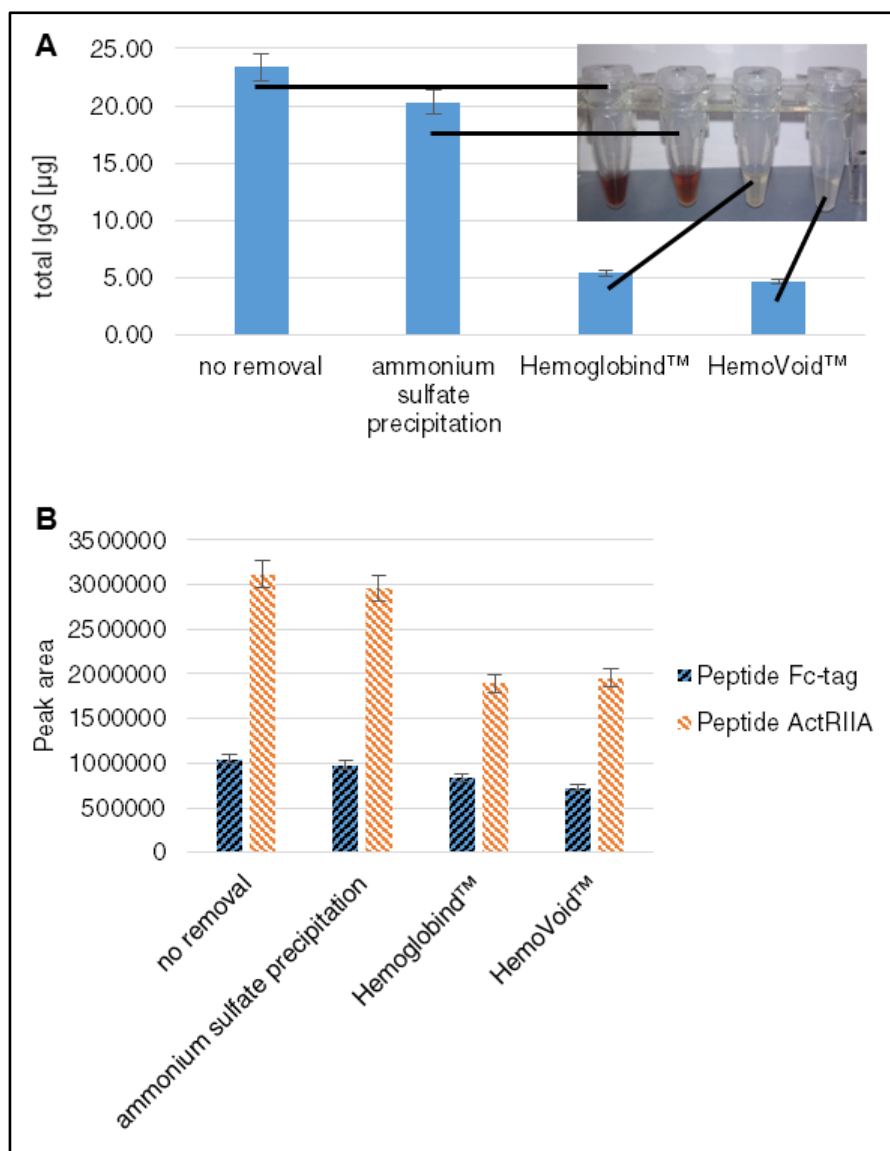 A
25.00
20.00
15.00
10.00
5.00
0.00
total IgG [µg]
no removal
ammonium
sulfate
precipitation
Hemoglobind™
HemoVoid™
B
3500000
3000000
2500000
2000000
1500000
1000000
500000
0
Peak area
Peptide Fc-tag
Peptide ActRIIA
no removal
ammonium sulfate precipitation
Hemoglobind™
HemoVoid™